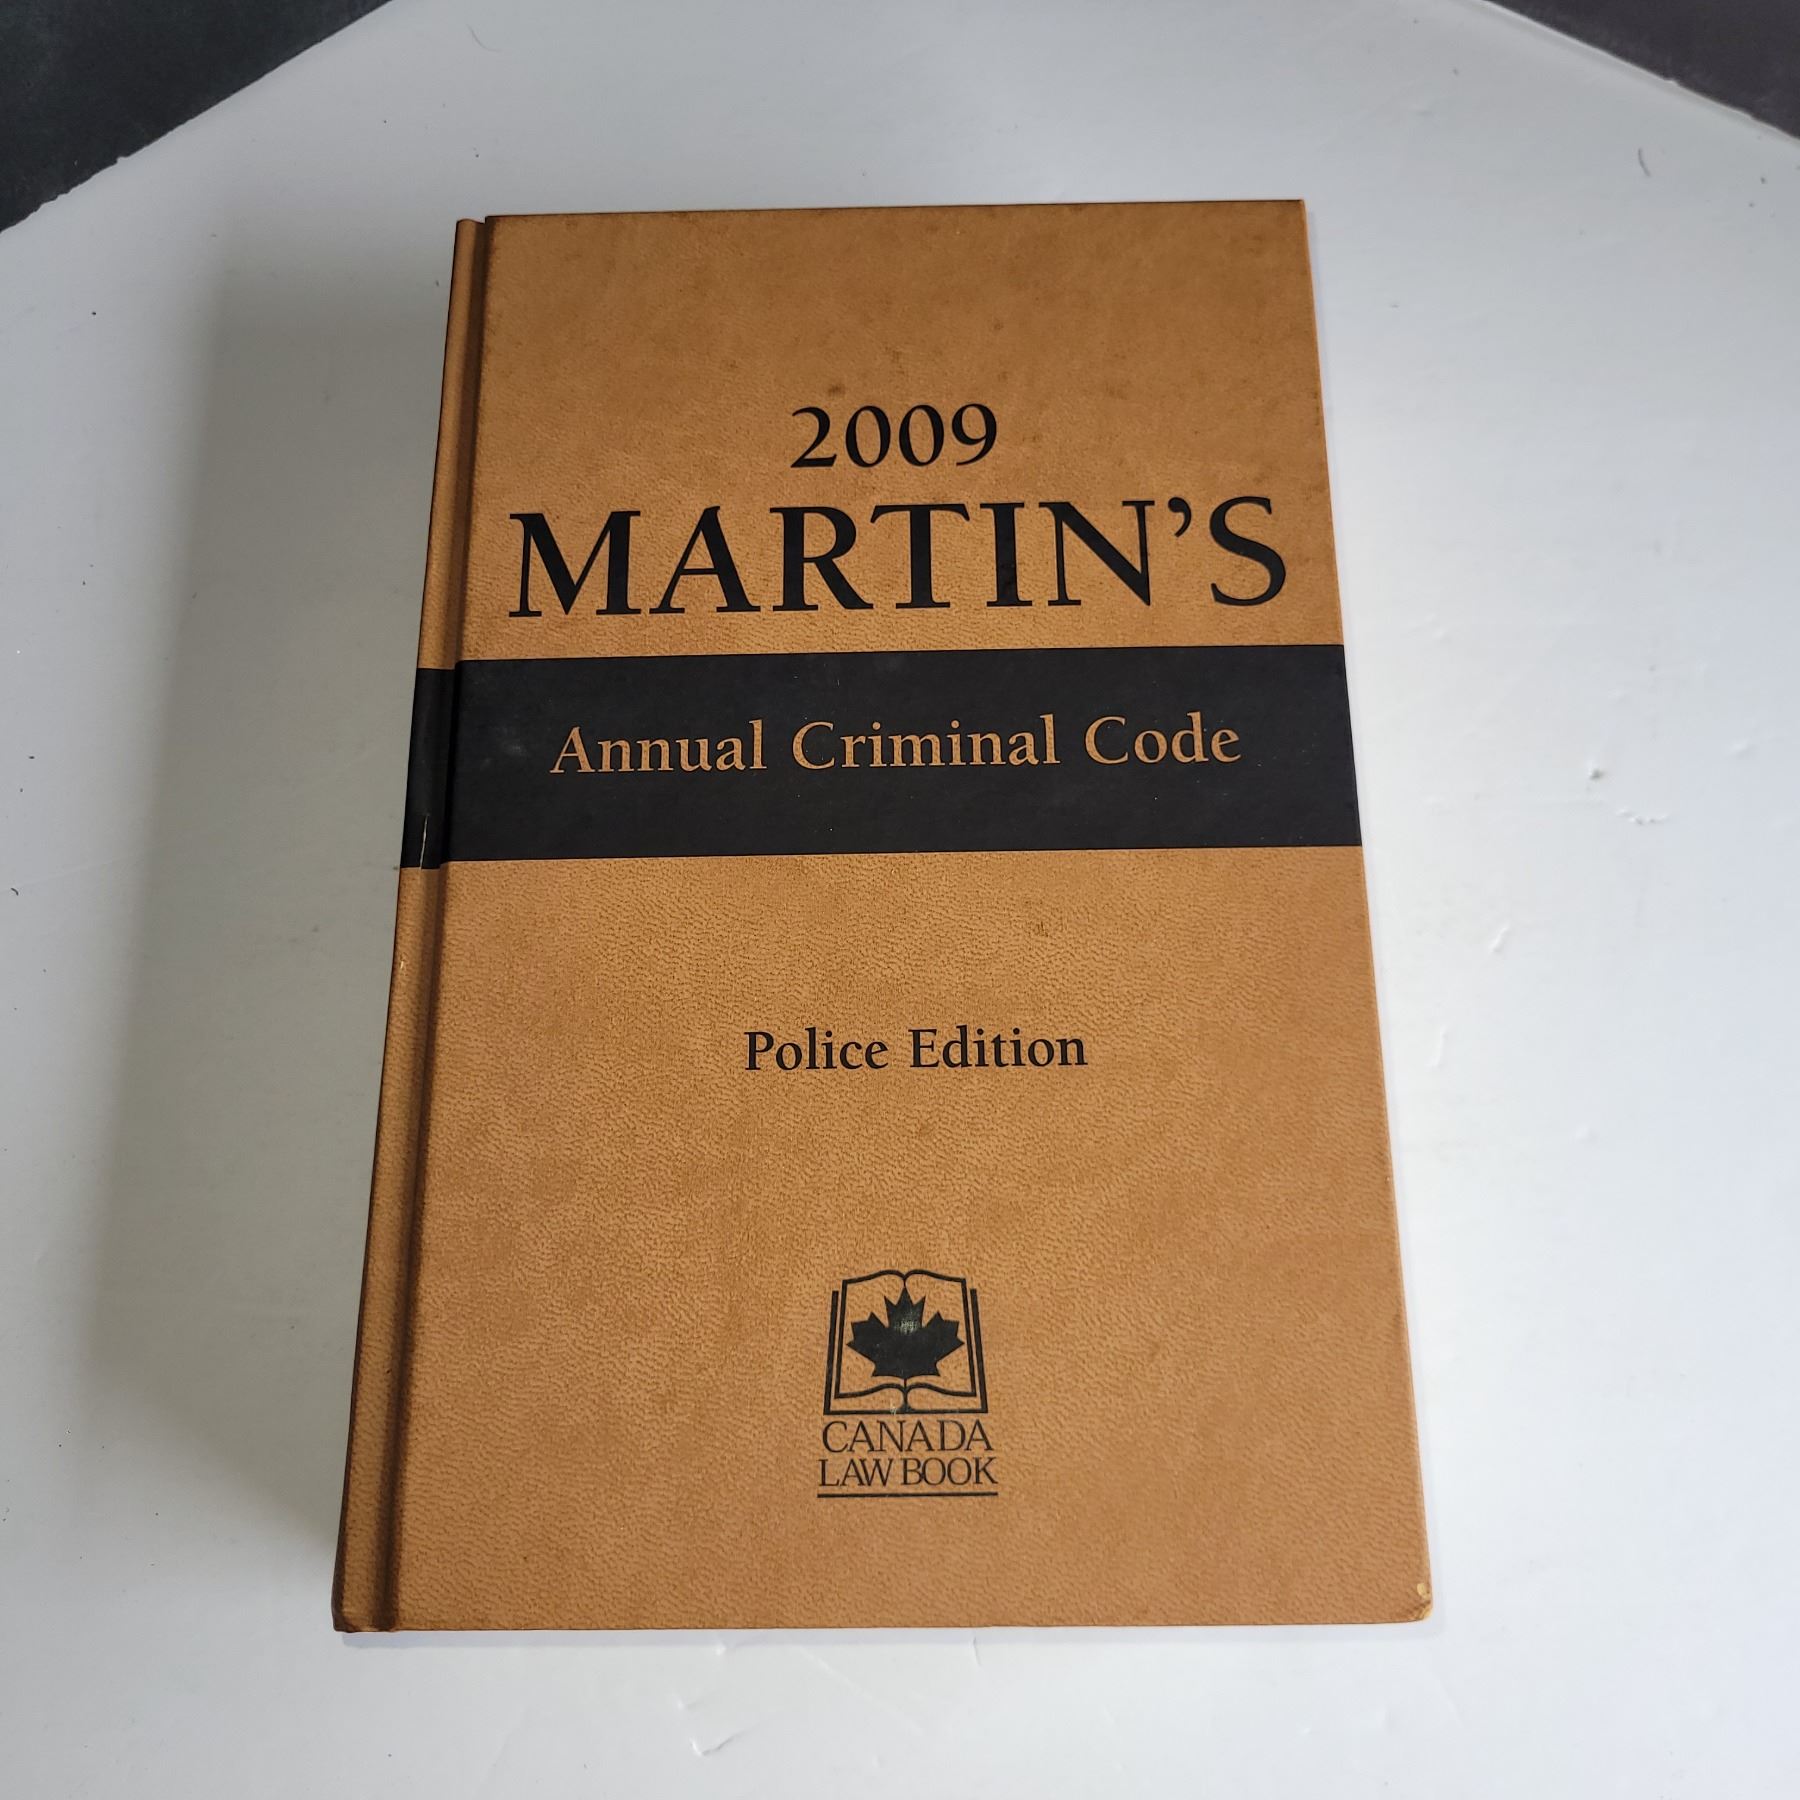 2009
MARTIN'S
Annual Criminal Code
Police Edition
CANADA
LAW BOOK